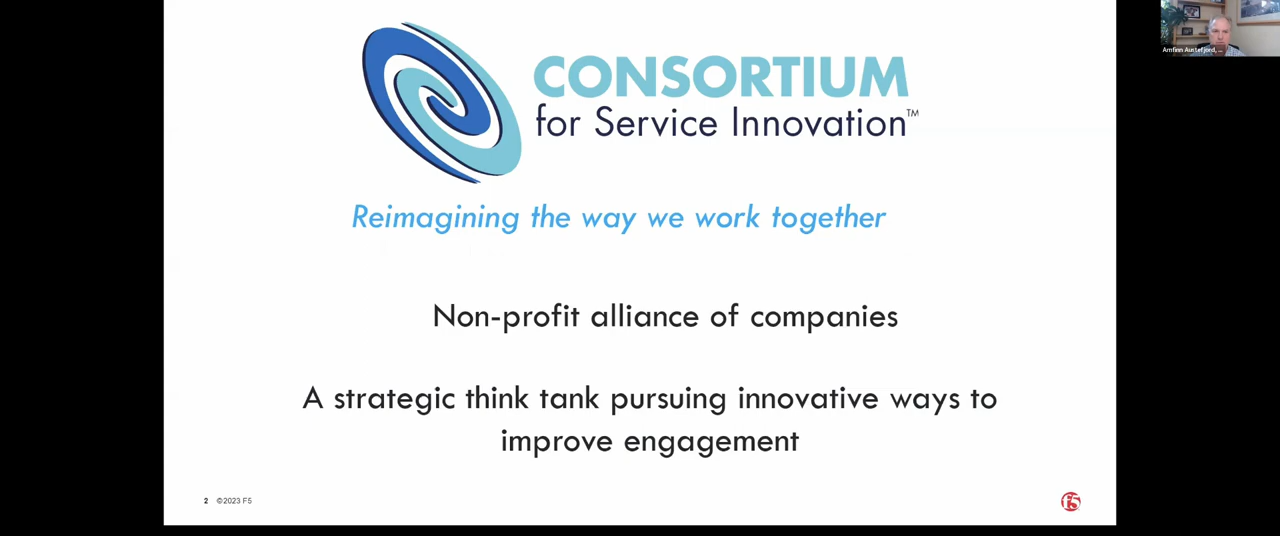 CONSORTIUM
for Service Innovation™
Reimagining the way we work together
Non-profit alliance of companies
A strategic think tank pursuing innovative ways to
improve engagement
2 ©2023 F5
f5
Arnfinn Austefjord, ...